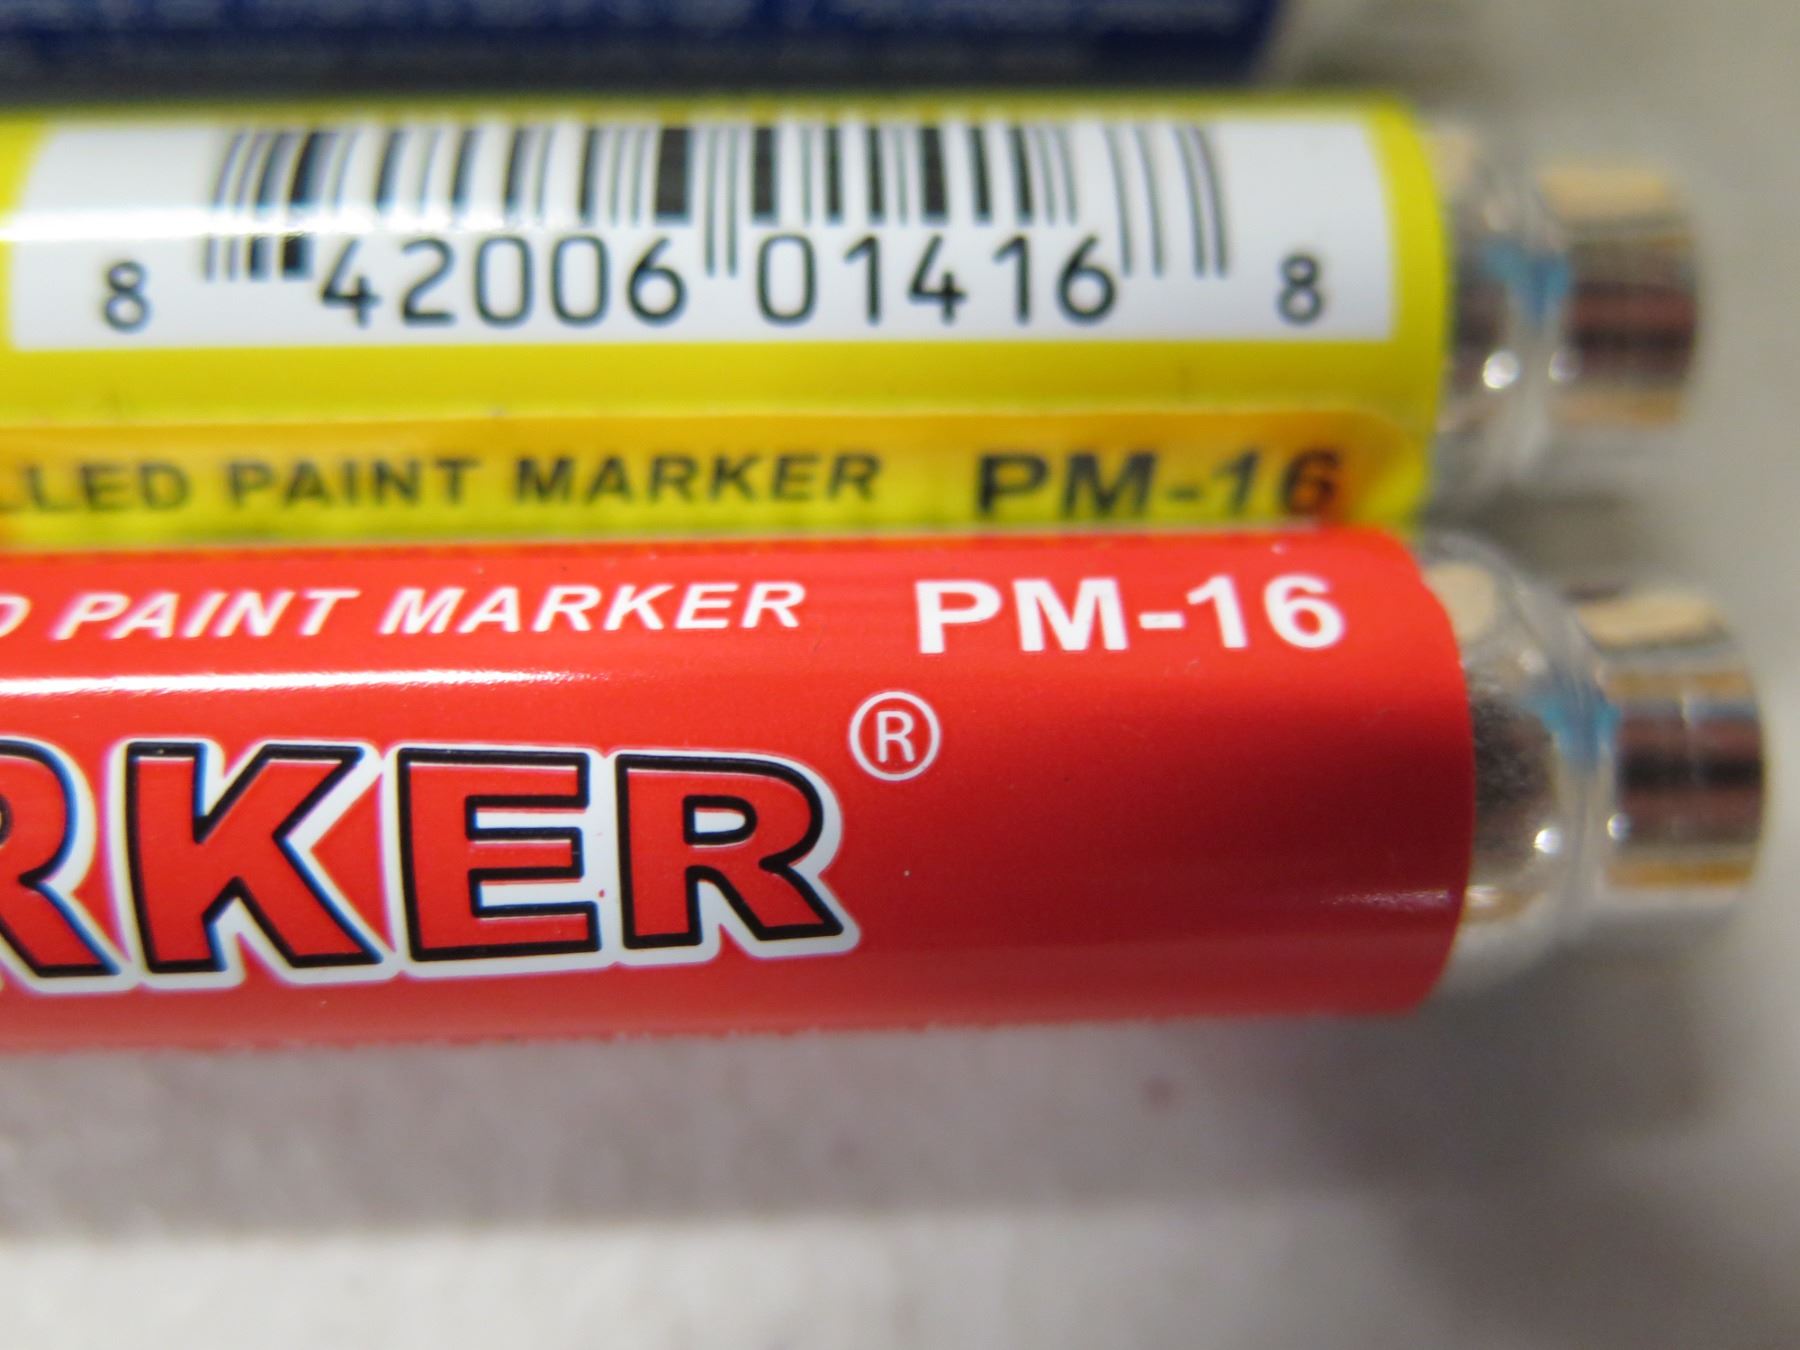 8 42006 01416 8
LLED PAINT MARKER PM-16
D PAINT MARKER PM-16
RKER®